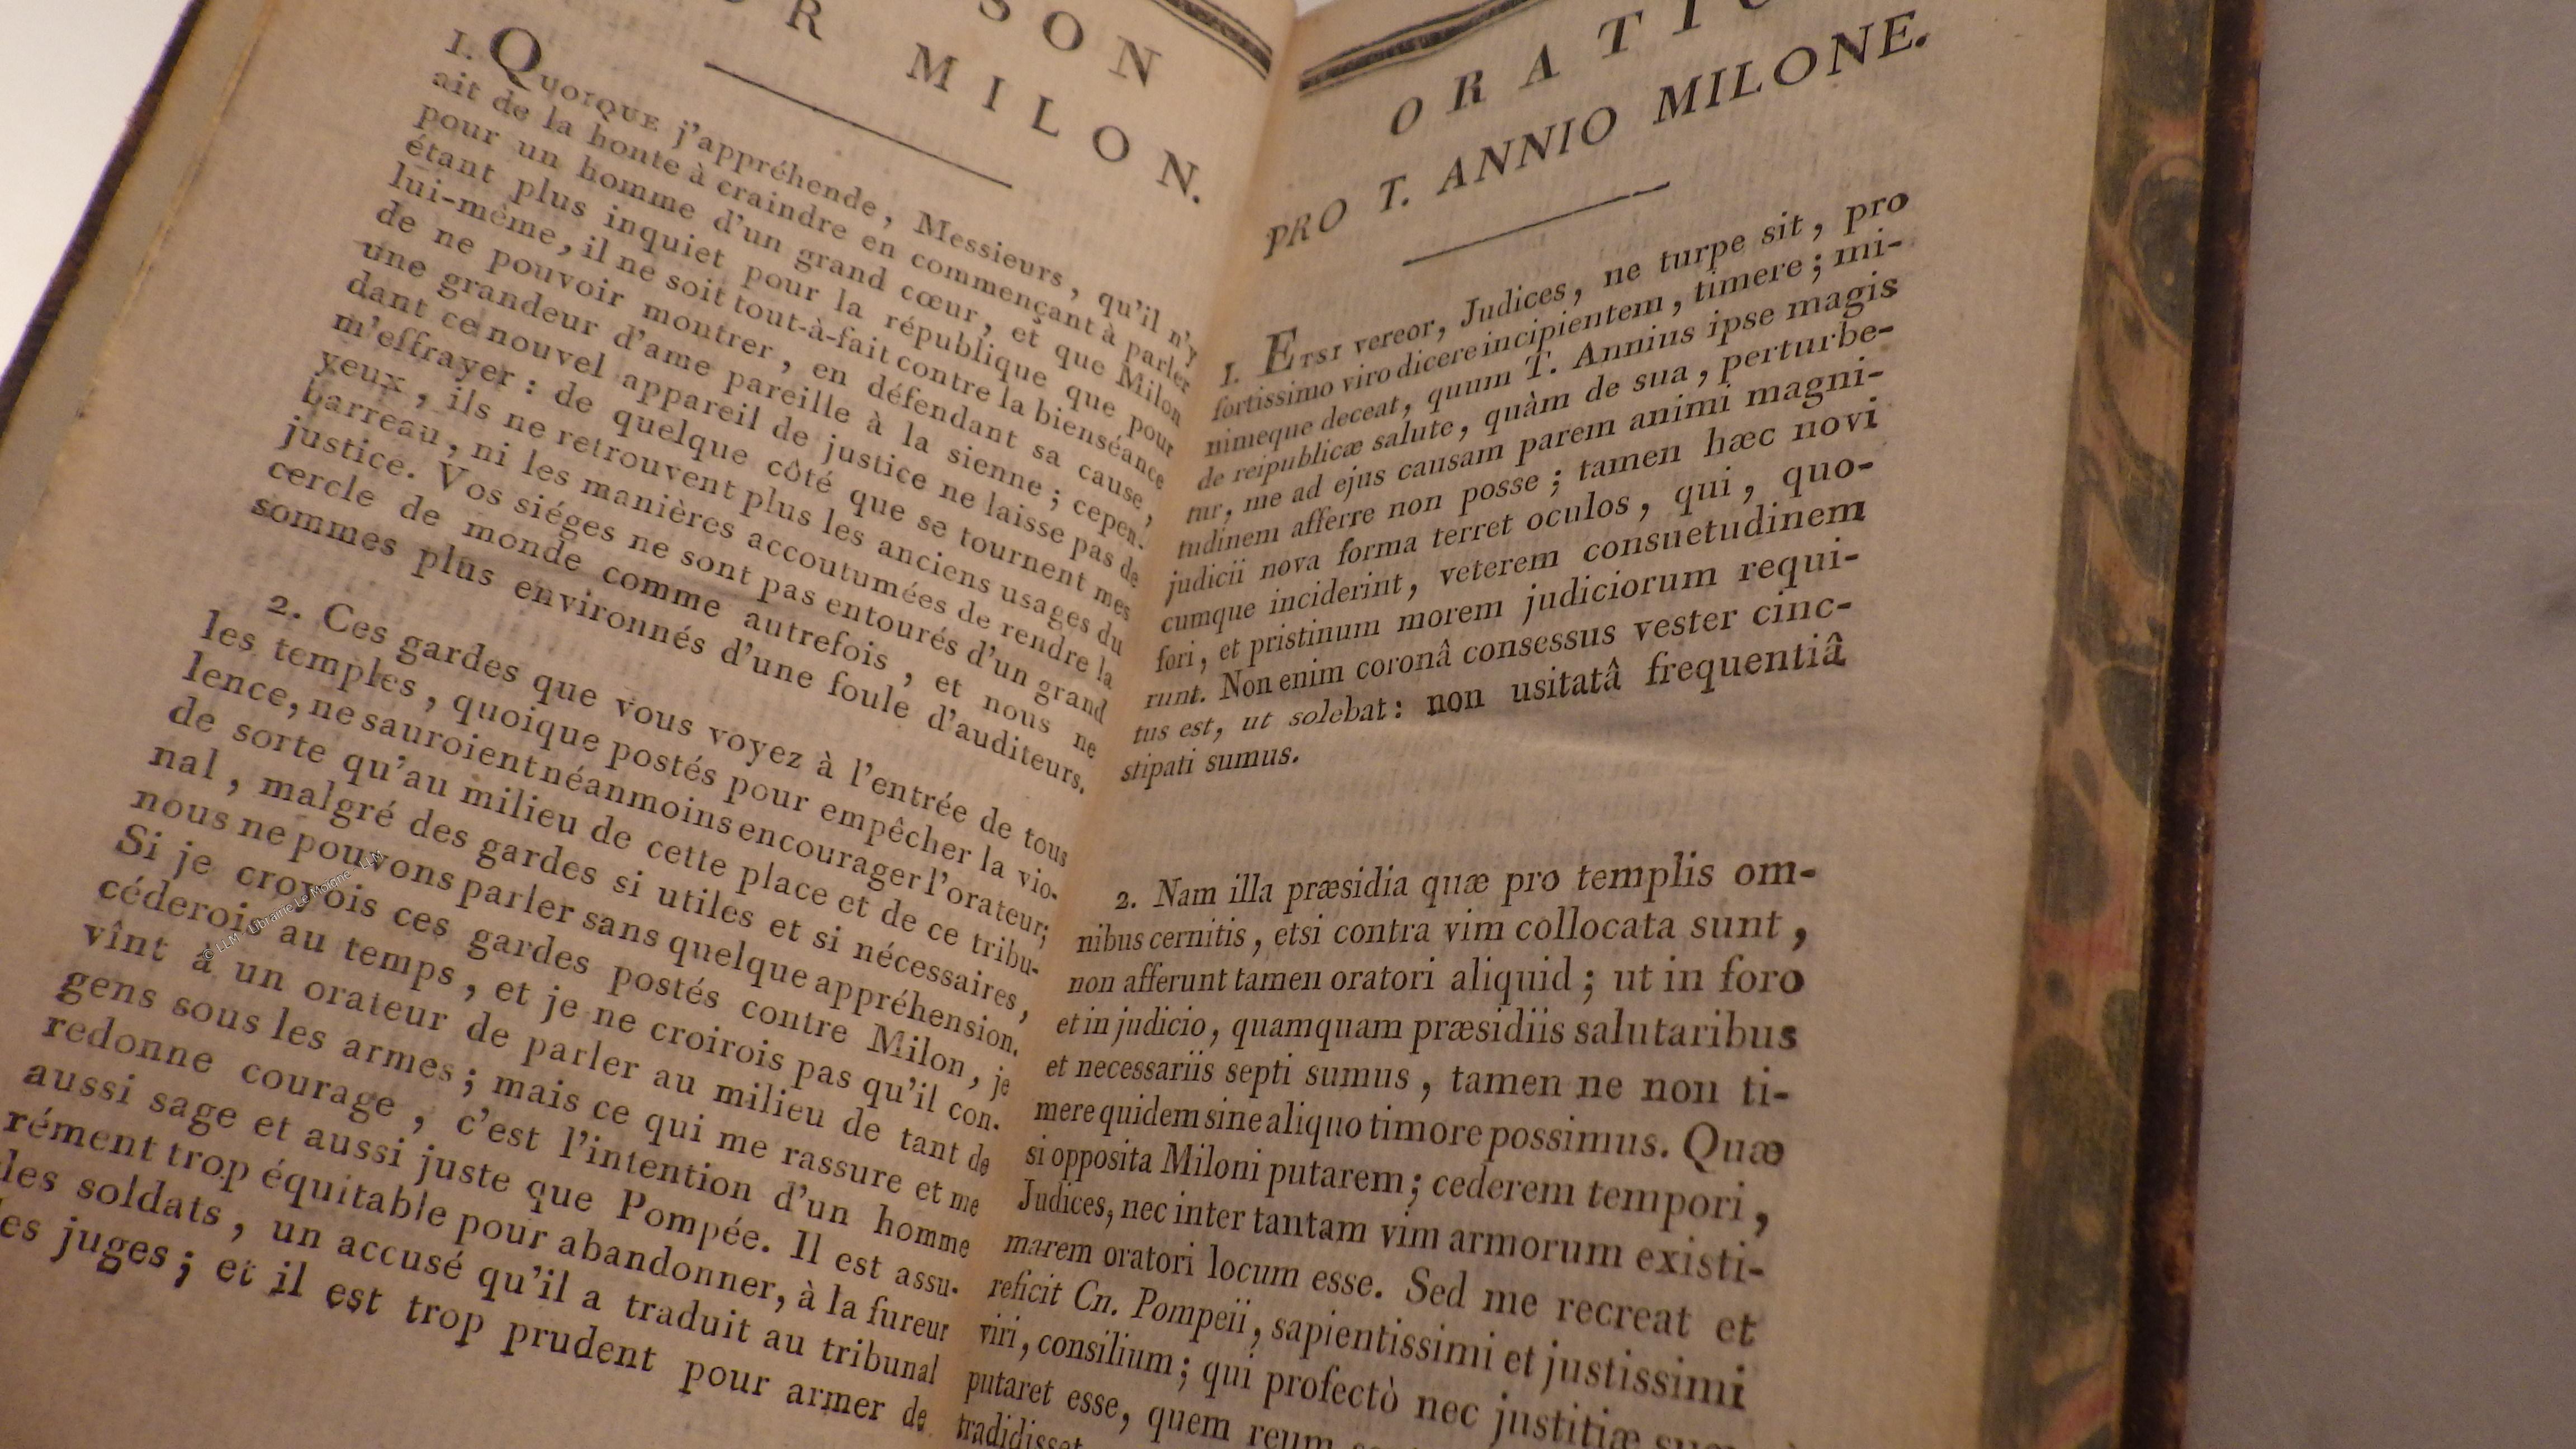 SON
R MILON.
1. QUOIQUE j'appréhende, Messieurs, qu'il n'y
ait de la honte à craindre en commençant à parler
pour un homme d'un grand cœur, et que Milon
étant plus inquiet pour la république que pour
lui-même, il ne soit tout-à-fait contre la bienséance
de ne pouvoir montrer, en défendant sa cause,
une grandeur d'ame pareille à la sienne; cepen-
dant ce nouvel appareil de justice ne laisse pas de
m'effrayer: de quelque côté que se tournent mes
yeux, ils ne retrouvent plus les anciens usages du
barreau, ni les manières accoutumées de rendre la
justice. Vos siéges ne sont pas entourés d'un grand
cercle de monde comme autrefois, et nous ne
sommes plus environnés d'une foule d'auditeurs.
2. Ces gardes que vous voyez à l'entrée de tous
les temples, quoique postés pour empêcher la vio-
lence, ne sauroient néanmoins encourager l'orateur;
de sorte qu'au milieu de cette place et de ce tribu-
nal, malgré des gardes si utiles et si nécessaires,
nous ne pouvons parler sans quelque appréhension.
Si je croyois ces gardes postés contre Milon, je
céderois au temps, et je ne croirois pas qu'il con-
vînt à un orateur de parler au milieu de tant de
gens sous les armes; mais ce qui me rassure et me
redonne courage, c'est l'intention d'un homme
aussi sage et aussi juste que Pompée. Il est assu-
rément trop équitable pour abandonner, à la fureur
des soldats, un accusé qu'il a traduit au tribunal
des juges; et il est trop prudent pour armer de
© LLM - Librairie Le Moigne - LLM
ORATIO
PRO T. ANNIO MILONE.
1. ETSI vereor, Judices, ne turpe sit, pro
fortissimo viro dicere incipientem, timere; mi-
nimeque deceat, quum T. Annius ipse magis
de reipublicæ salute, quàm de sua, perturbe-
tur, me ad ejus causam parem animi magni-
tudinem afferre non posse; tamen hæc novi
judicii nova forma terret oculos, qui, quo-
cumque inciderint, veterem consuetudinem
fori, et pristinum morem judiciorum requi-
runt. Non enim coronâ consessus vester cinc-
tus est, ut solebat: non usitatâ frequentiâ
stipati sumus.
2. Nam illa præsidia quæ pro templis om-
nibus cernitis, etsi contra vim collocata sunt,
non afferunt tamen oratori aliquid; ut in foro
et in judicio, quamquam præsidiis salutaribus
et necessariis septi sumus, tamen ne non ti-
mere quidem sine aliquo timore possimus. Quæ
si opposita Miloni putarem; cederem tempori,
Judices, nec inter tantam vim armorum existi-
marem oratori locum esse. Sed me recreat et
reficit Cn. Pompeii, sapientissimi et justissimi
viri, consilium; qui profectò nec justitiæ suæ
putaret esse, quem reum
tradidisset